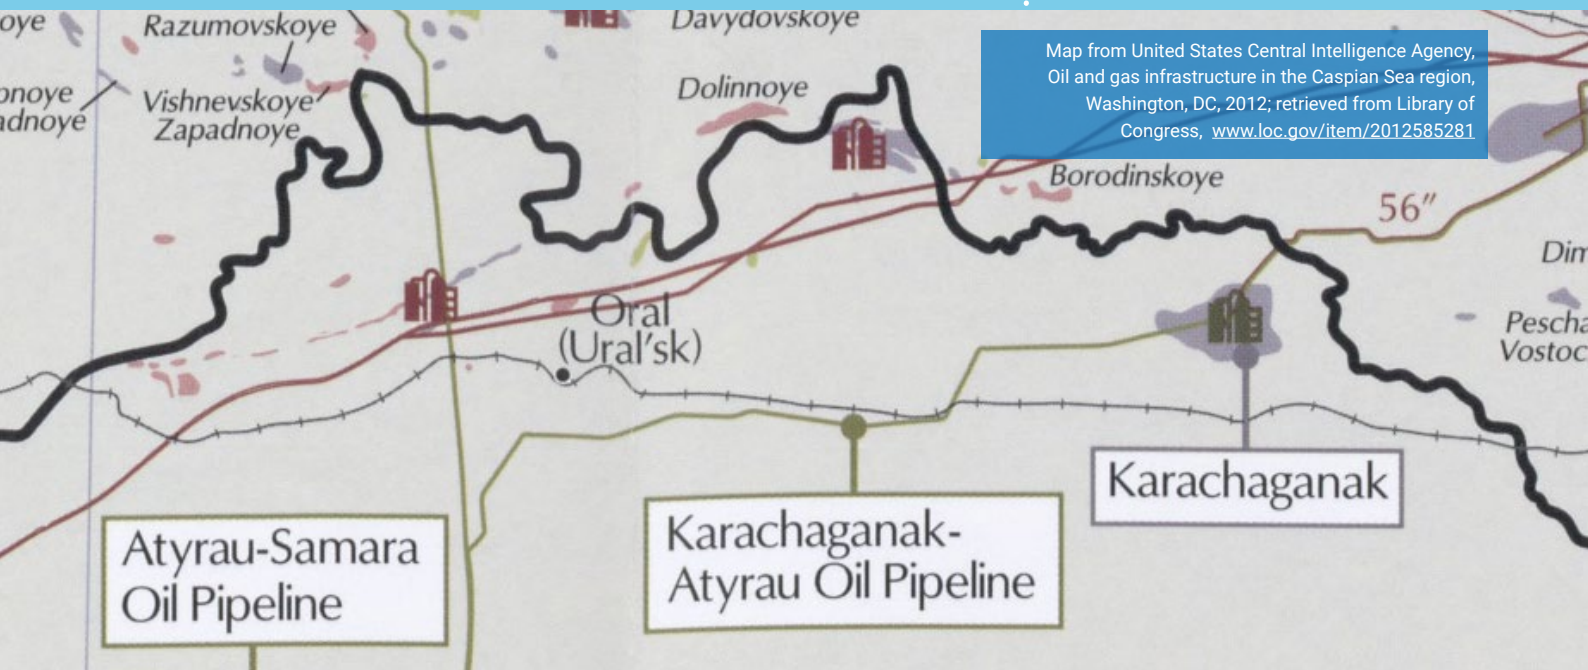 oye
Razumovskoye
Davydovskoye
Map from United States Central Intelligence Agency,
Oil and gas infrastructure in the Caspian Sea region,
Washington, DC, 2012; retrieved from Library of
Congress, www.loc.gov/item/2012585281
onoye
adnoye
Vishnevskoye
Zapadnoye
Dolinnoye
Borodinskoye
56″
Dim
Oral
(Ural'sk)
Pescha
Vostoc
Karachaganak
Atyrau-Samara
Oil Pipeline
Karachaganak-
Atyrau Oil Pipeline